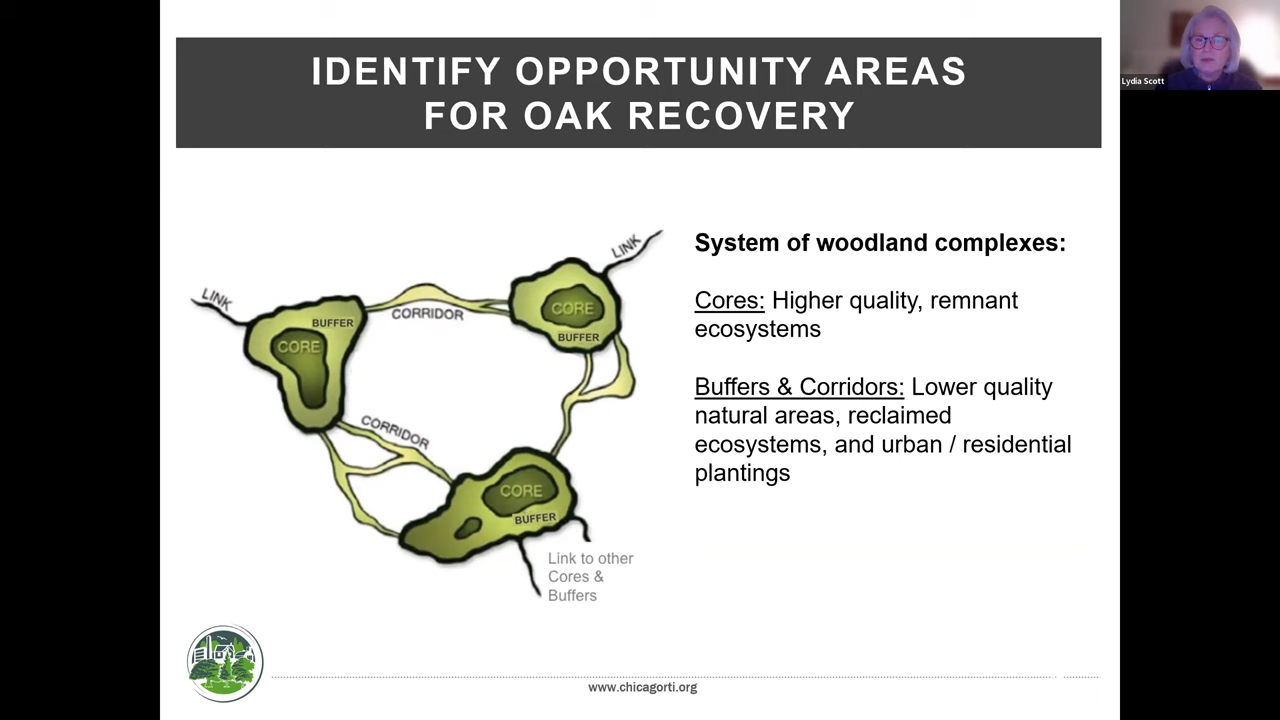 IDENTIFY OPPORTUNITY AREAS
FOR OAK RECOVERY
Lydia Scott
System of woodland complexes:
Cores: Higher quality, remnant
ecosystems
Buffers & Corridors: Lower quality
natural areas, reclaimed
ecosystems, and urban / residential
plantings
LINK
LINK
CORRIDOR
BUFFER
CORE
CORE
BUFFER
CORRIDOR
CORE
BUFFER
Link to other
Cores &
Buffers
www.chicagorti.org